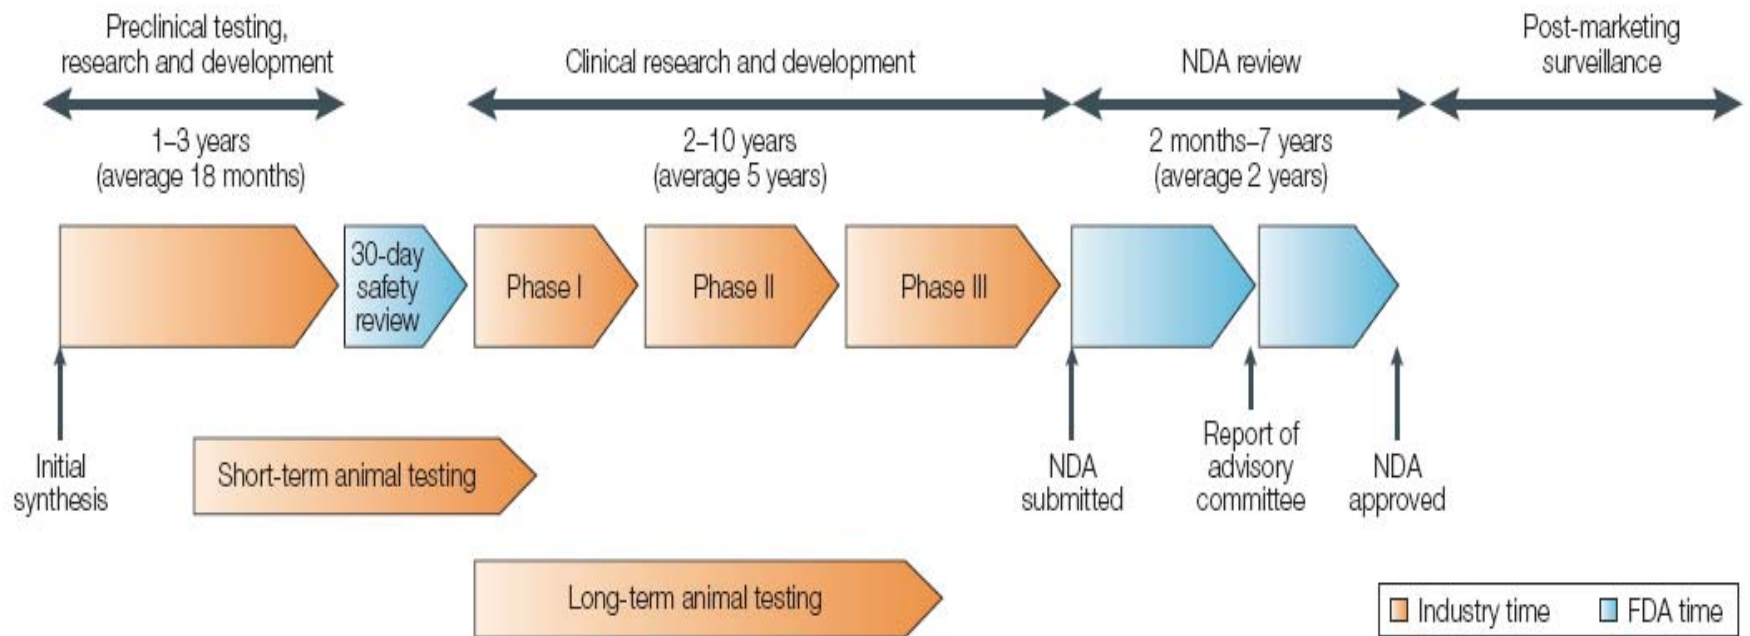 Preclinical testing,
research and development
Clinical research and development
NDA review
Post-marketing
surveillance
1–3 years
(average 18 months)
2–10 years
(average 5 years)
2 months–7 years
(average 2 years)
30-day
safety
review
Phase I
Phase II
Phase III
Initial
synthesis
Short-term animal testing
NDA
submitted
Report of
advisory
committee
NDA
approved
Long-term animal testing
Industry time
FDA time